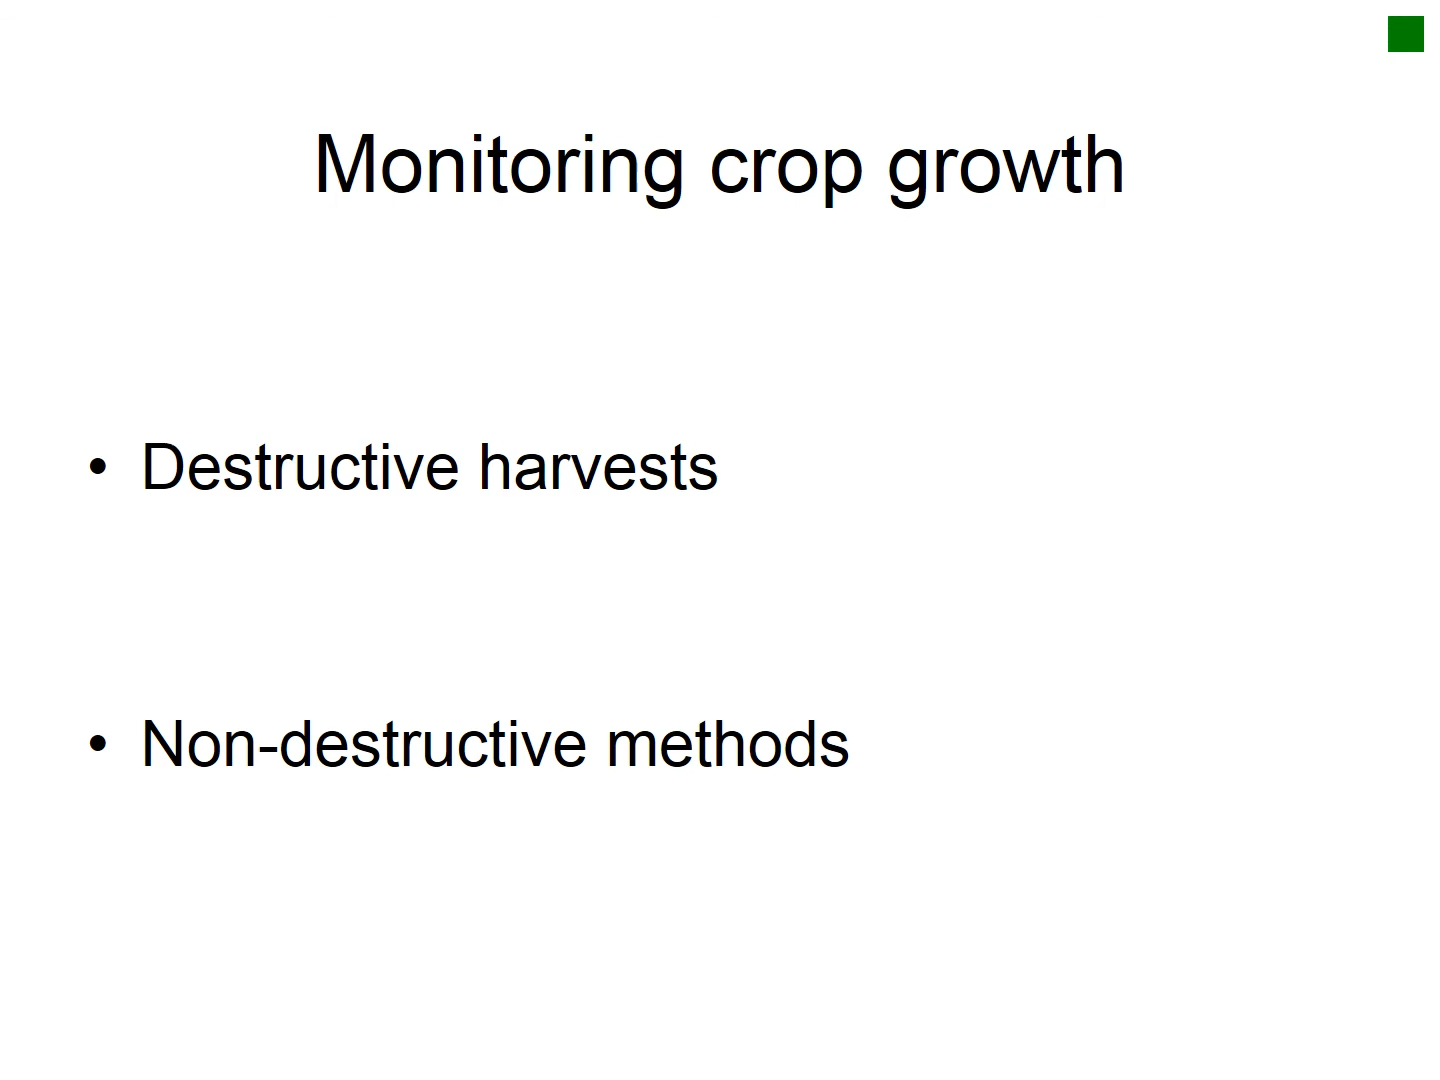 Monitoring crop growth
• Destructive harvests
• Non-destructive methods